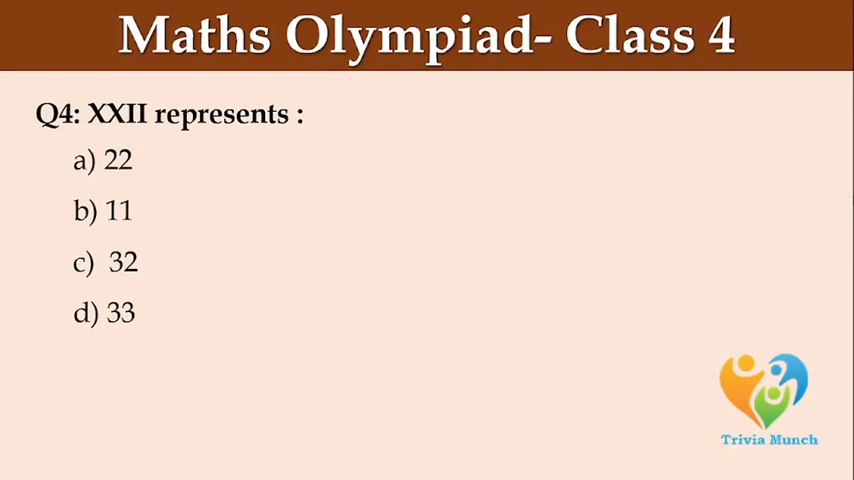 Maths Olympiad- Class 4
Q4: XXII represents :
a) 22
b) 11
c) 32
d) 33
Trivia Munch